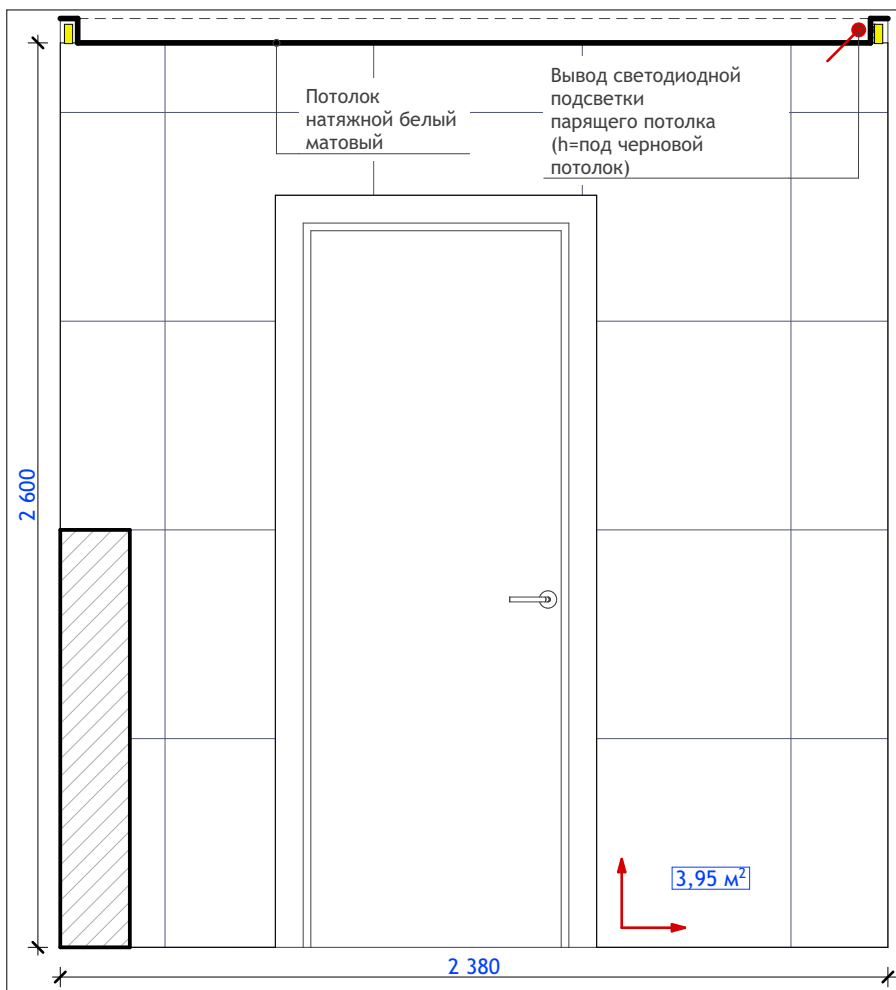 Потолок
натяжной белый
матовый
Вывод светодиодной
подсветки
парящего потолка
(h=под черновой
потолок)
2 600
3,95 м²
2 380